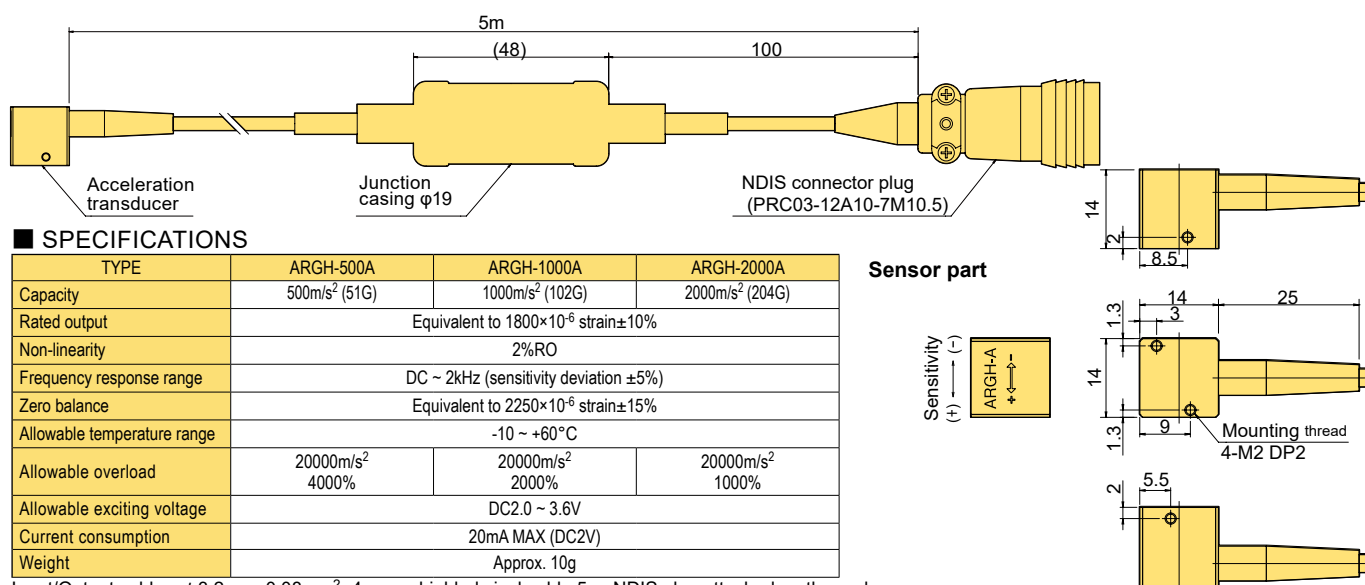 5m
(48) 100
Acceleration
transducer
Junction
casing φ19
NDIS connector plug
(PRC03-12A10-7M10.5)
14
2
8.5
■ SPECIFICATIONS
TYPE ARGH-500A ARGH-1000A ARGH-2000A
Capacity 500m/s² (51G) 1000m/s² (102G) 2000m/s² (204G)
Rated output Equivalent to 1800×10⁻⁶ strain±10%
Non-linearity 2%RO
Frequency response range DC ~ 2kHz (sensitivity deviation ±5%)
Zero balance Equivalent to 2250×10⁻⁶ strain±15%
Allowable temperature range -10 ~ +60°C
Allowable overload 20000m/s² 20000m/s² 20000m/s²
4000% 2000% 1000%
Allowable exciting voltage DC2.0 ~ 3.6V
Current consumption 20mA MAX (DC2V)
Weight Approx. 10g
Sensor part
Sensitivity
(+) (-)
ARGH-A
+ -
14 25
1.3 3
14
1.3 9
Mounting thread
4-M2 DP2
2 5.5